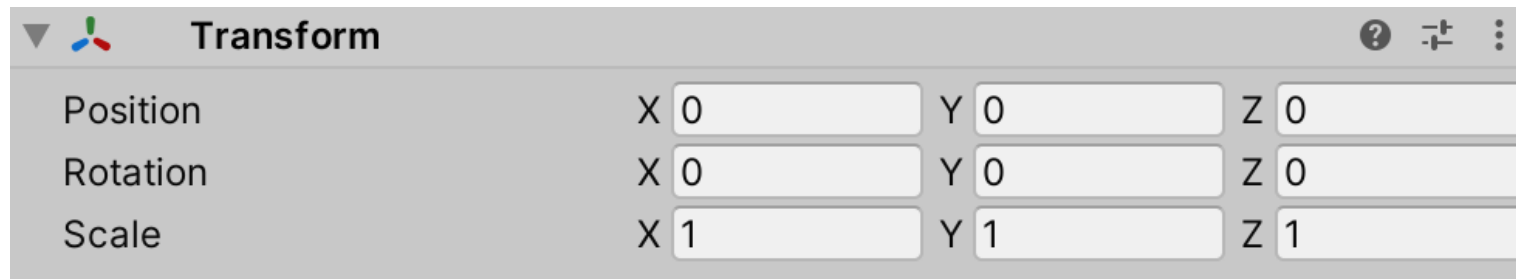 Transform
Position X 0 Y 0 Z 0
Rotation X 0 Y 0 Z 0
Scale X 1 Y 1 Z 1